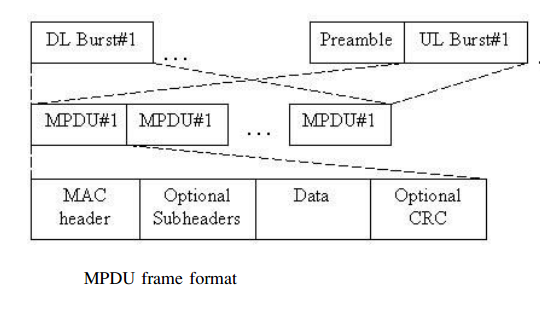 DL Burst#1
...
Preamble
UL Burst#1
MPDU#1
MPDU#1
...
MPDU#1
MAC
header
Optional
Subheaders
Data
Optional
CRC
MPDU frame format